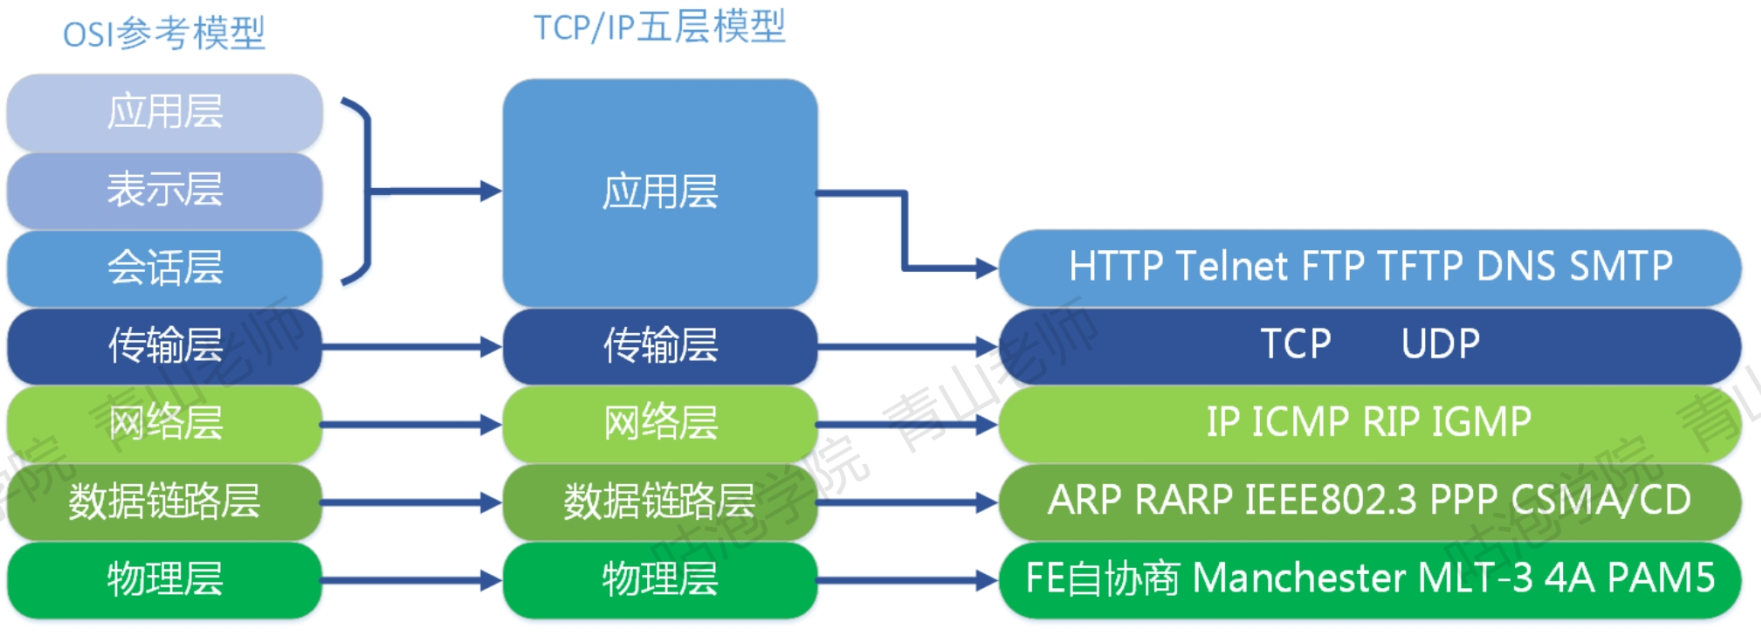 OSI参考模型
TCP/IP五层模型
应用层
表示层
会话层
传输层
网络层
数据链路层
物理层
应用层
传输层
网络层
数据链路层
物理层
HTTP Telnet FTP TFTP DNS SMTP
TCP UDP
IP ICMP RIP IGMP
ARP RARP IEEE802.3 PPP CSMA/CD
FE自协商 Manchester MLT-3 4A PAM5
学院 青山老师
咕泡学院 青山老师
咕泡学院 青山